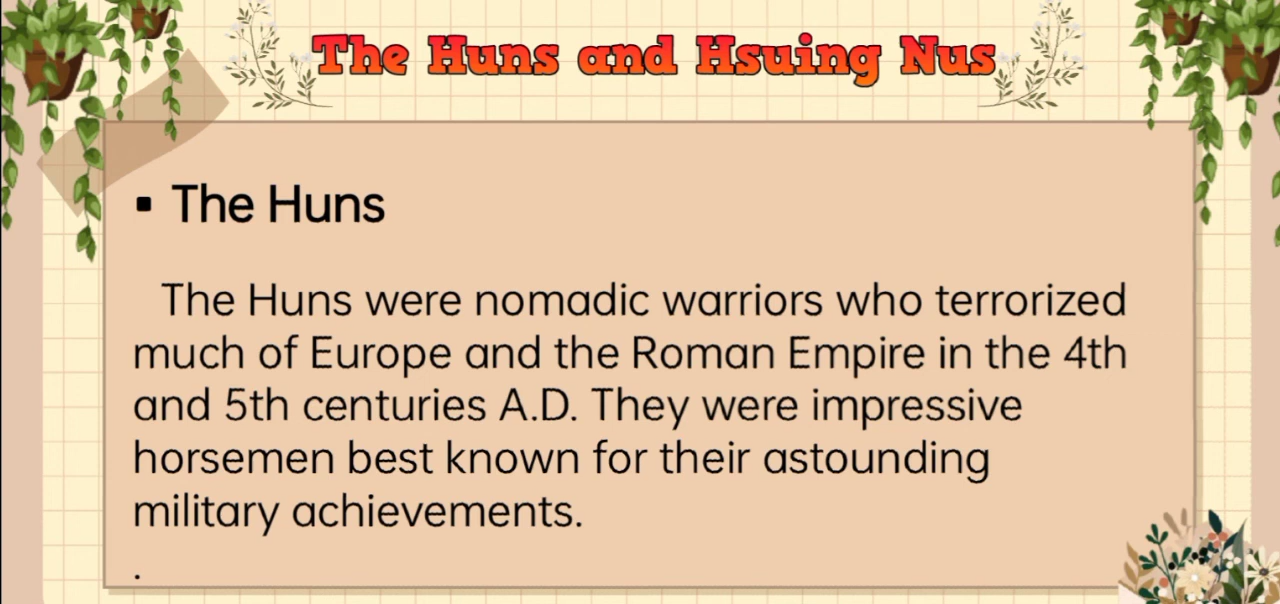 The Huns and Hsuing Nus
▪ The Huns
The Huns were nomadic warriors who terrorized
much of Europe and the Roman Empire in the 4th
and 5th centuries A.D. They were impressive
horsemen best known for their astounding
military achievements.
.